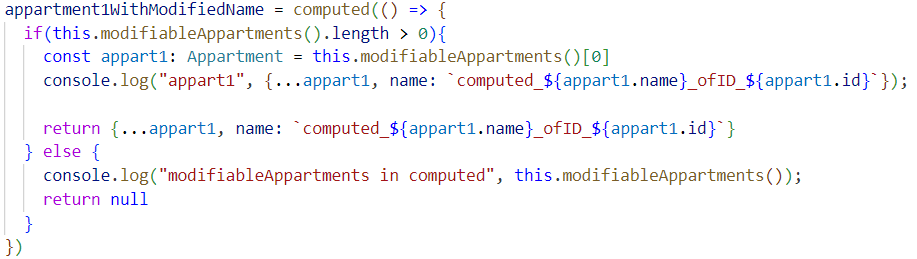 appartment1WithModifiedName = computed(() => {
  if(this.modifiableAppartments().length > 0){
    const appart1: Appartment = this.modifiableAppartments()[0]
    console.log("appart1", {...appart1, name: `computed_${appart1.name}_ofID_${appart1.id}`});

    return {...appart1, name: `computed_${appart1.name}_ofID_${appart1.id}`}
  } else {
    console.log("modifiableAppartments in computed", this.modifiableAppartments());
    return null
  }
})